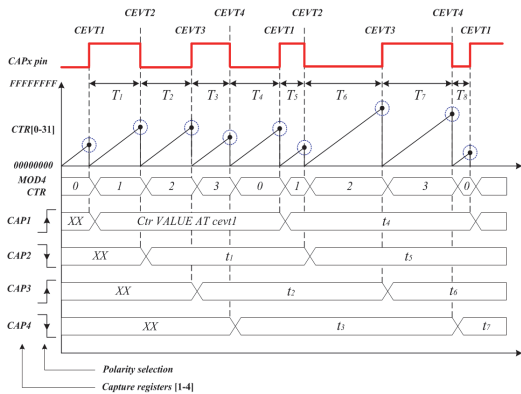 CEVT2 CEVT4 CEVT2 CEVT4
CEVT1 CEVT3 CEVT1 CEVT3 CEVT1
CAPx pin
FFFFFFFF T1 T2 T3 T4 T5 T6 T7 T8
CTR[0-31]
00000000
MOD4 CTR 0 1 2 3 0 1 2 3 0
CAP1 XX Ctr VALUE AT cevt1 t4
CAP2 XX t1 t5
CAP3 XX t2 t6
CAP4 XX t3 t7
Polarity selection
Capture registers [1-4]